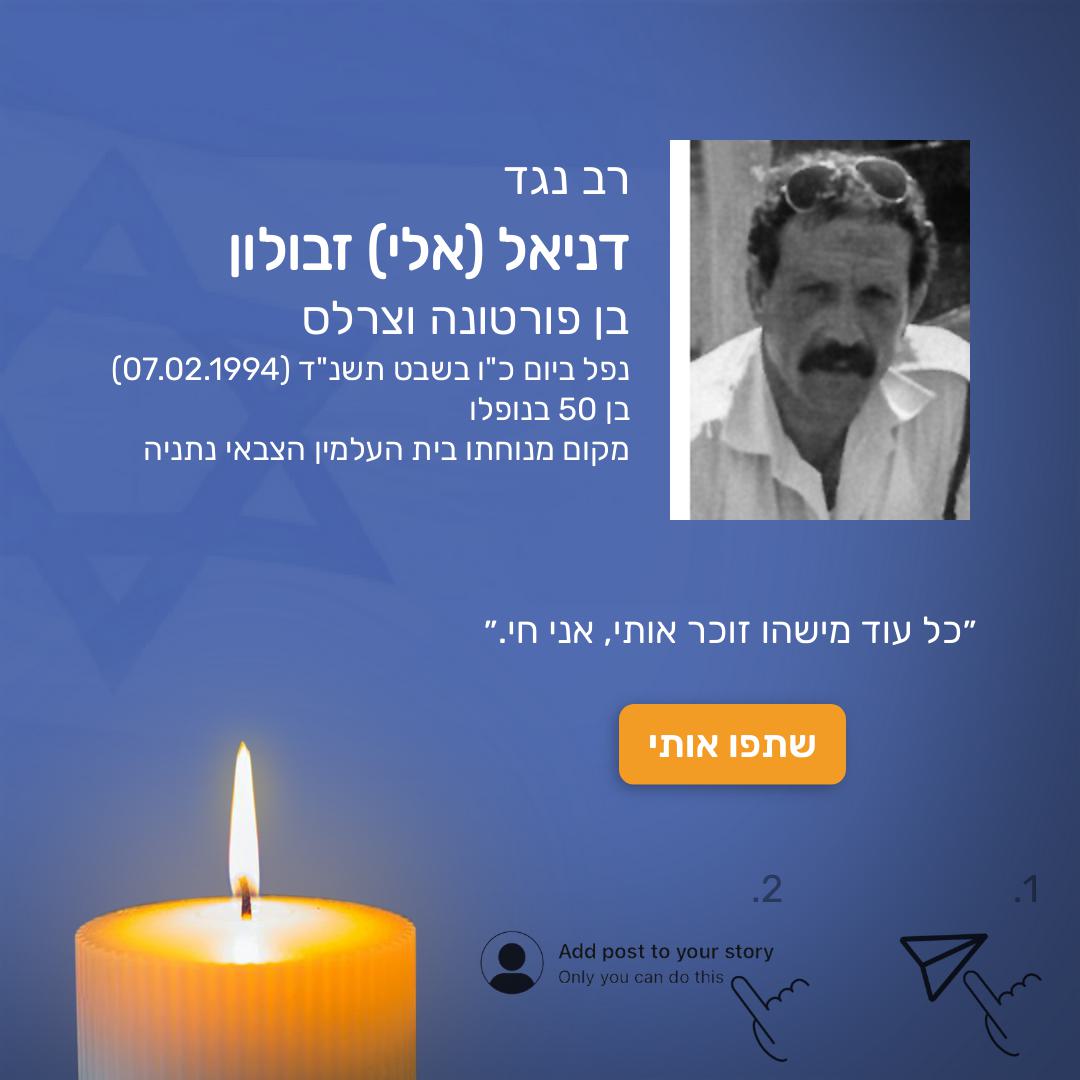 רב נגד
דניאל (אלי) זבולון
בן פורטונה וצרלס
נפל ביום כ"ו בשבט תשנ"ד (07.02.1994)
בן 50 בנופלו
מקום מנוחתו בית העלמין הצבאי נתניה
״כל עוד מישהו זוכר אותי, אני חי.״
שתפו אותי
.1
.2
Add post to your story
Only you can do this